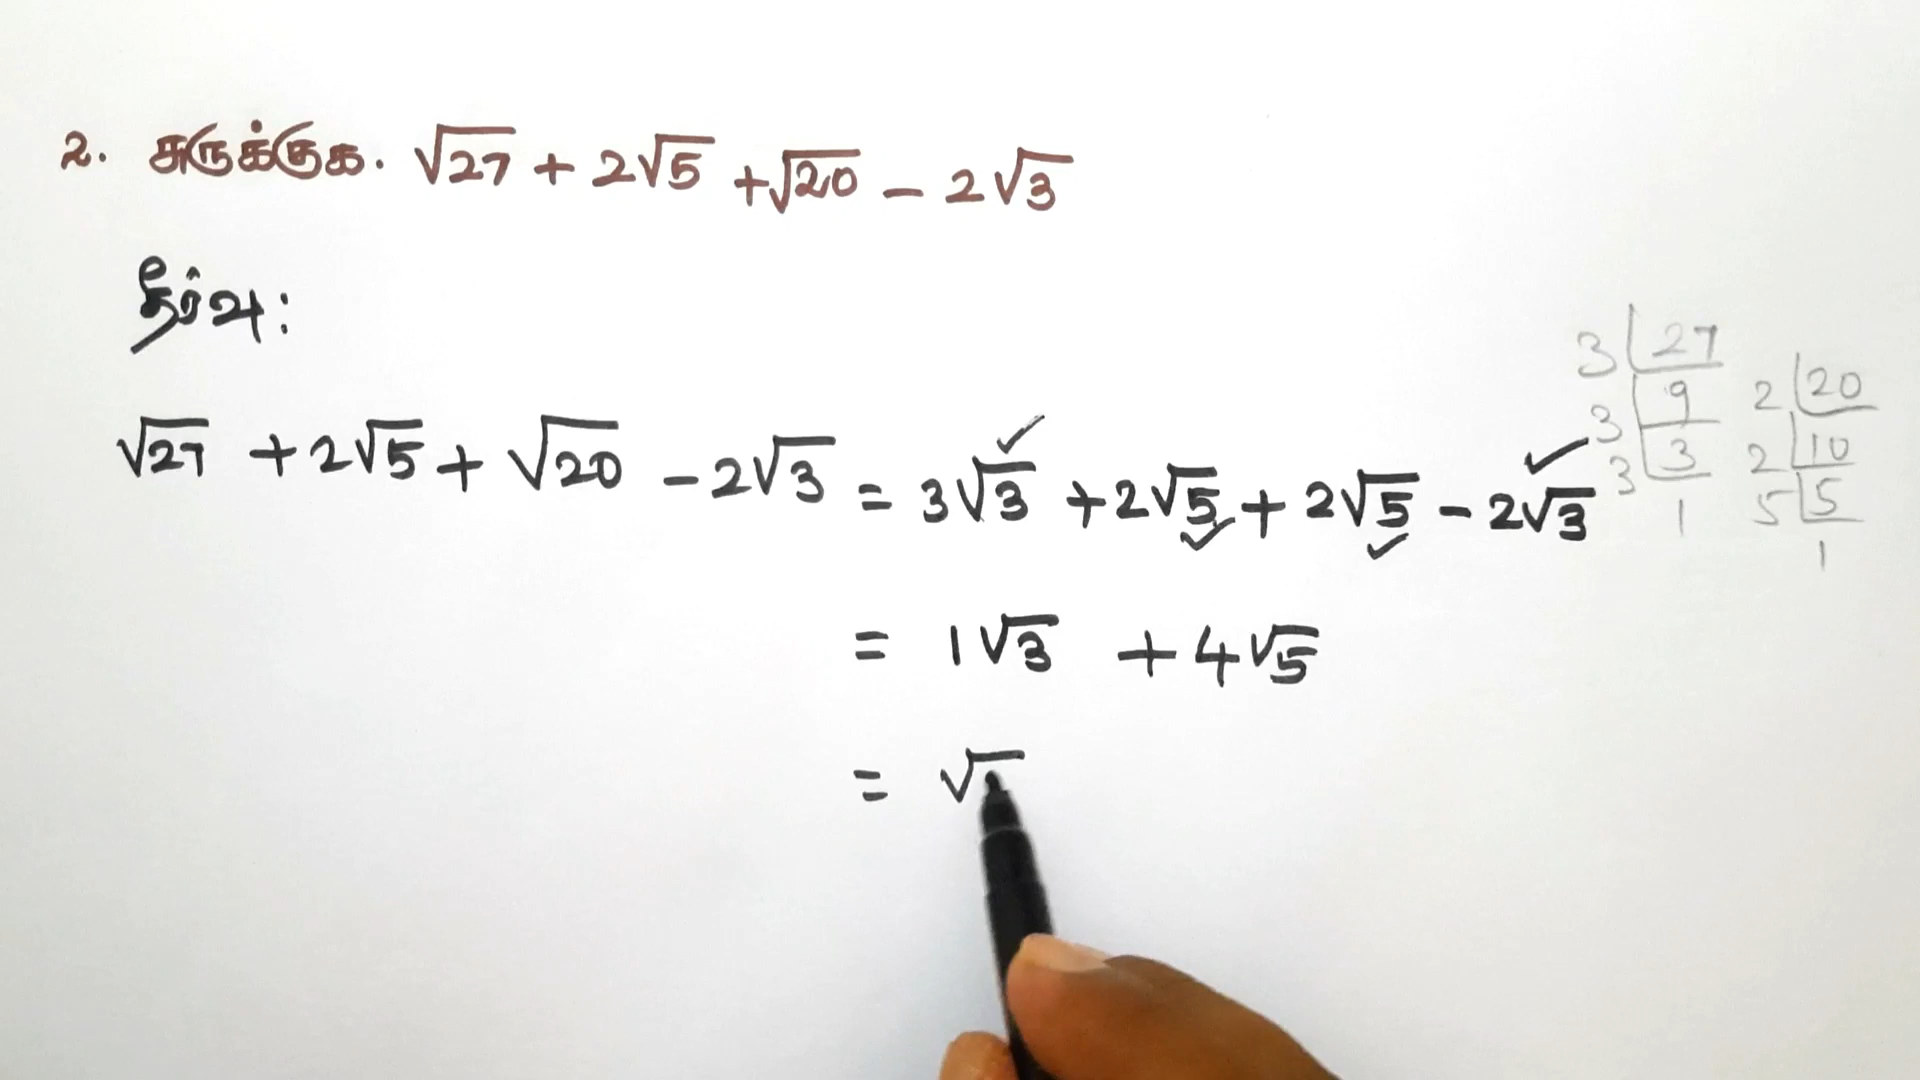 2. சுருக்குக. √27 + 2√5 + √20 - 2√3
தீர்வு:
√27 + 2√5 + √20 - 2√3 = 3√3 + 2√5 + 2√5 - 2√3
= 1√3 + 4√5
= √
3 27
3 9
3 3
1
2 20
2 10
5 5
1